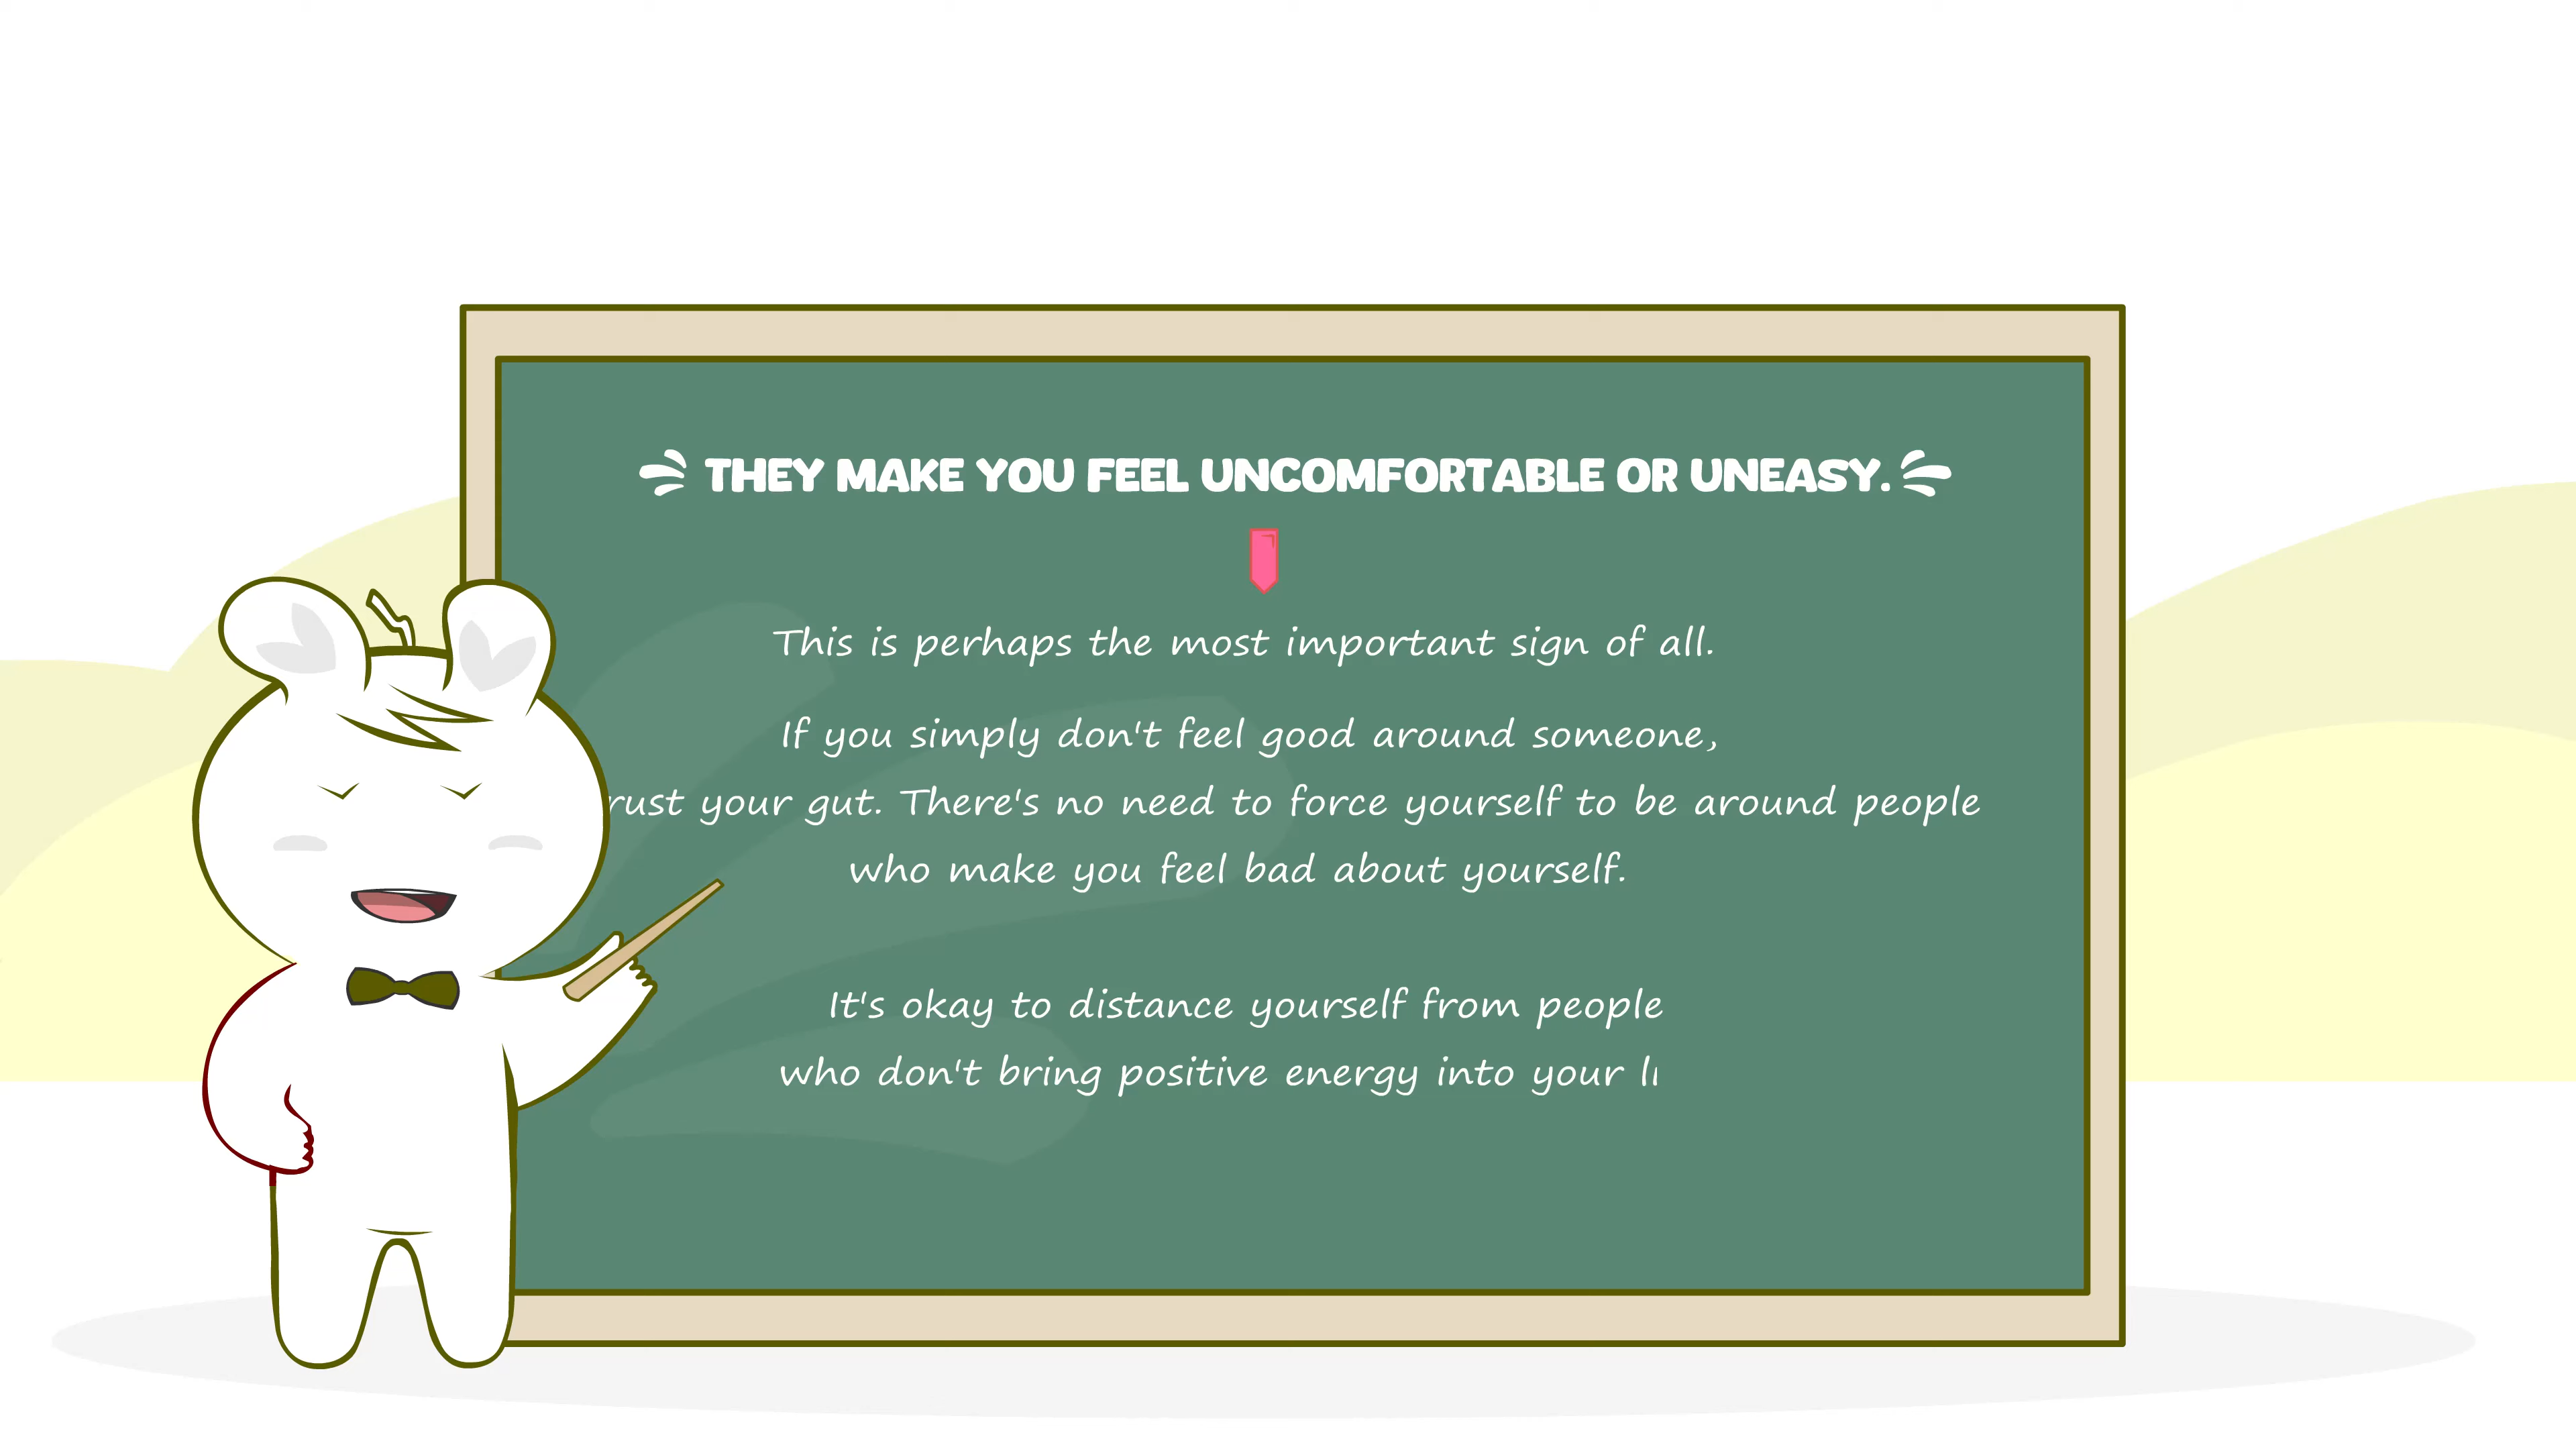 THEY MAKE YOU FEEL UNCOMFORTABLE OR UNEASY.
This is perhaps the most important sign of all.
If you simply don't feel good around someone,
rust your gut. There's no need to force yourself to be around people
who make you feel bad about yourself.
It's okay to distance yourself from people
who don't bring positive energy into your